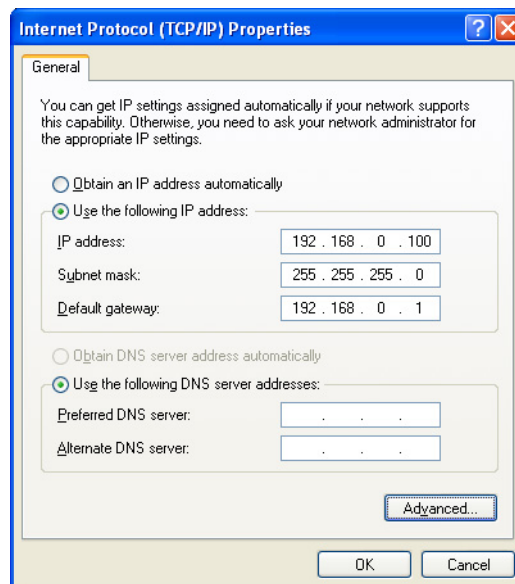 Internet Protocol (TCP/IP) Properties
General
You can get IP settings assigned automatically if your network supports
this capability. Otherwise, you need to ask your network administrator for
the appropriate IP settings.
Obtain an IP address automatically
Use the following IP address:
IP address: 192 . 168 . 0 . 100
Subnet mask: 255 . 255 . 255 . 0
Default gateway: 192 . 168 . 0 . 1
Obtain DNS server address automatically
Use the following DNS server addresses:
Preferred DNS server: . . .
Alternate DNS server: . . .
Advanced...
OK Cancel